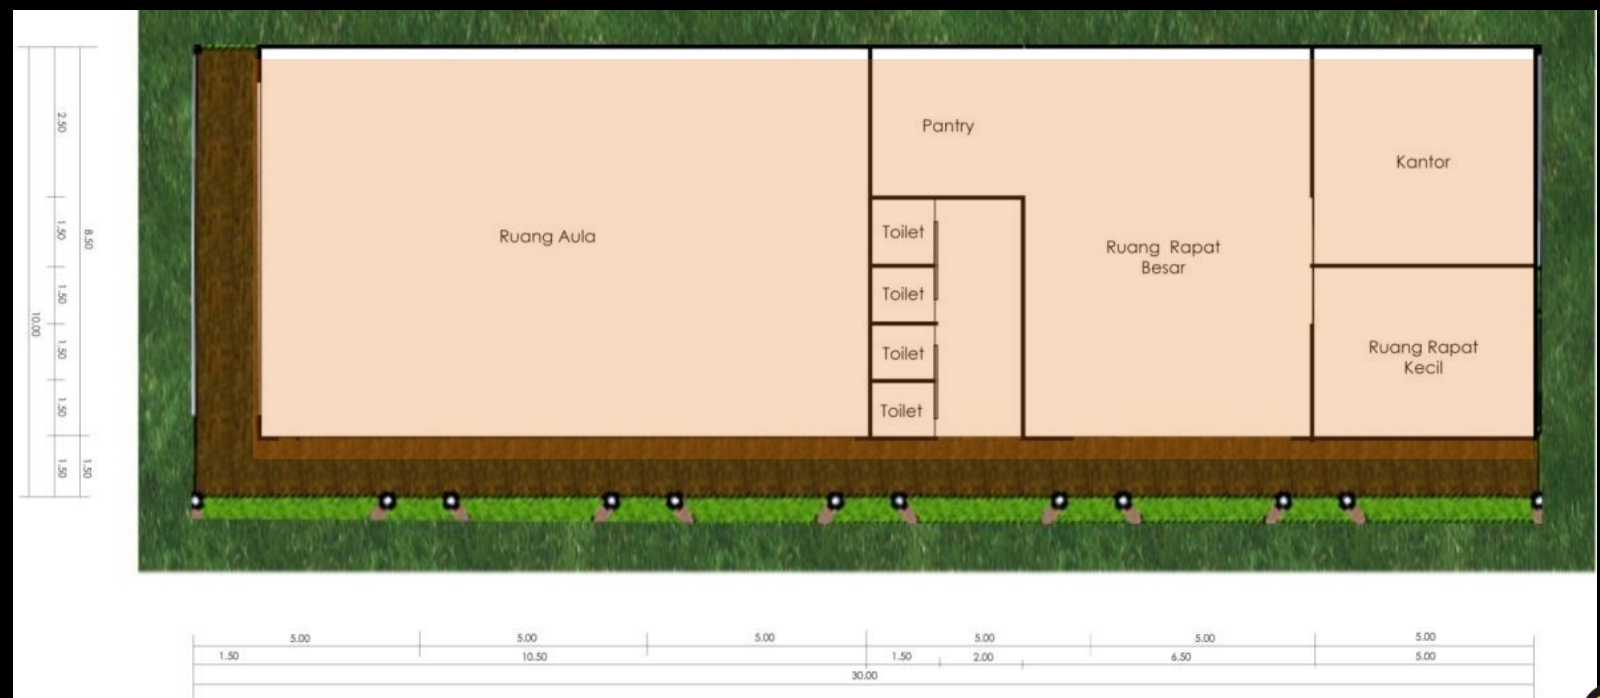 Pantry
Kantor
Ruang Aula
Toilet
Ruang Rapat
Besar
Toilet
Toilet
Ruang Rapat
Kecil
Toilet
2.50
1.50
1.50
1.50
1.50
1.50
8.50
1.50
10.00
5.00 5.00 5.00 5.00 5.00 5.00
1.50 10.50 1.50 2.00 6.50 5.00
30.00